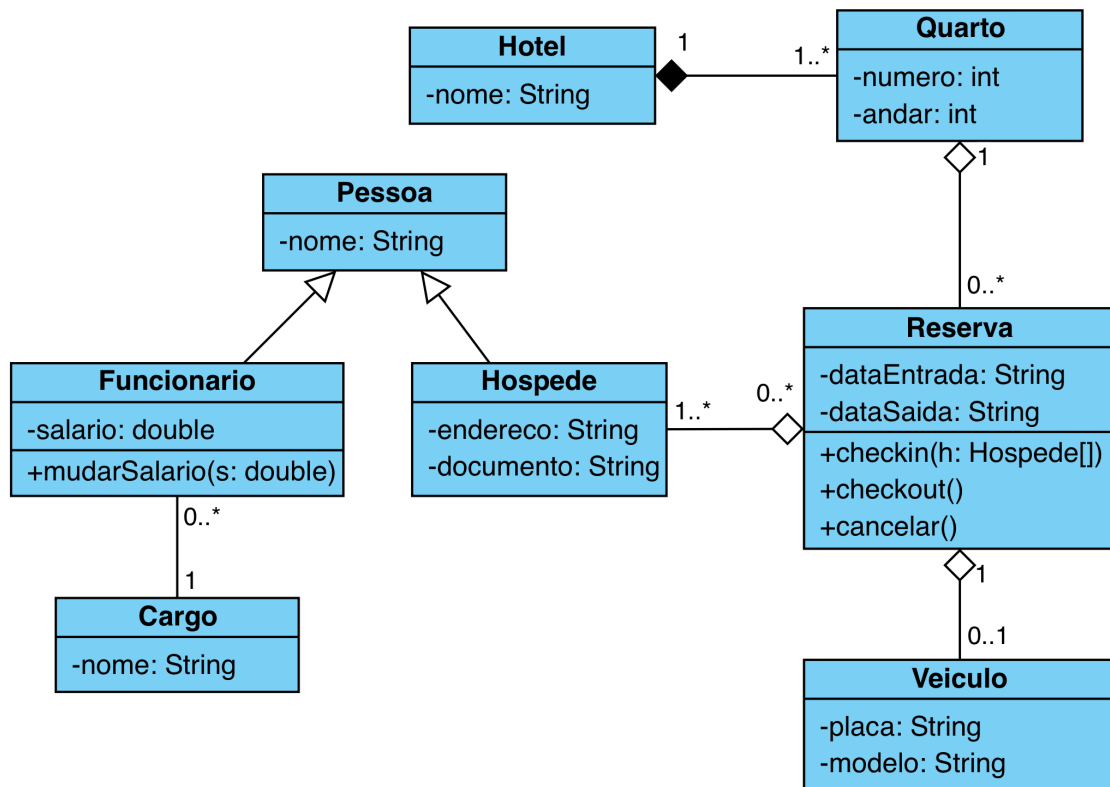 Hotel
-nome: String
1
1..*
Quarto
-numero: int
-andar: int
1
0..*
Pessoa
-nome: String
Funcionario
-salario: double
+mudarSalario(s: double)
0..*
1
Cargo
-nome: String
Hospede
-endereco: String
-documento: String
1..*
0..*
Reserva
-dataEntrada: String
-dataSaida: String
+checkin(h: Hospede[])
+checkout()
+cancelar()
1
0..1
Veiculo
-placa: String
-modelo: String